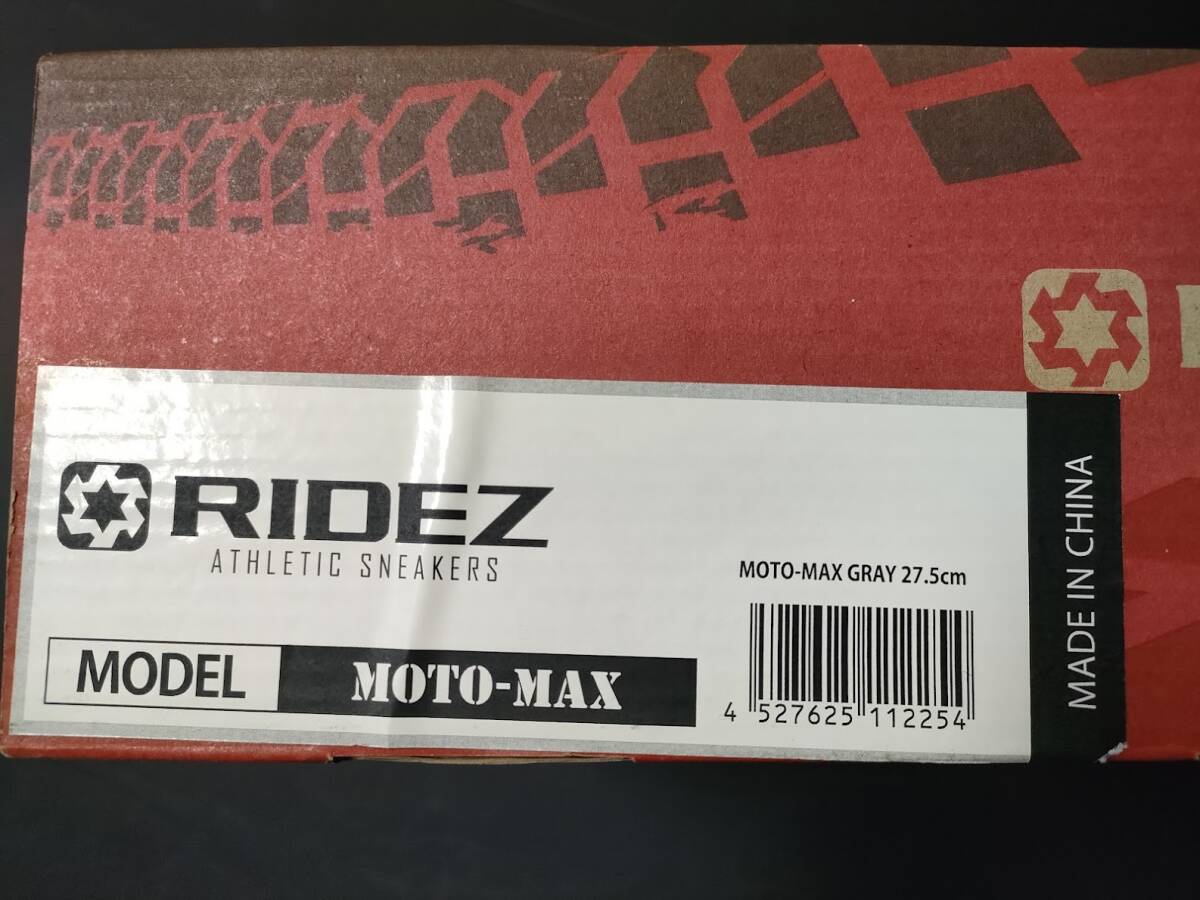 RIDEZ
ATHLETIC SNEAKERS
MODEL MOTO-MAX
MOTO-MAX GRAY 27.5cm
4 527625 112254
MADE IN CHINA